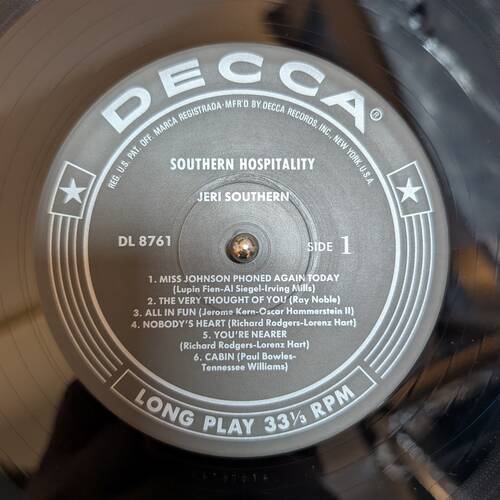 DECCA®
REG. U.S. PAT. OFF. MARCA REGISTRADA · MFR'D BY DECCA RECORDS, INC., NEW YORK, U.S.A.
SOUTHERN HOSPITALITY
JERI SOUTHERN
DL 8761
SIDE 1
1. MISS JOHNSON PHONED AGAIN TODAY
(Lupin Fien-Al Siegel-Irving Mills)
2. THE VERY THOUGHT OF YOU (Ray Noble)
3. ALL IN FUN (Jerome Kern-Oscar Hammerstein II)
4. NOBODY'S HEART (Richard Rodgers-Lorenz Hart)
5. YOU'RE NEARER
(Richard Rodgers-Lorenz Hart)
6. CABIN (Paul Bowles-
Tennessee Williams)
LONG PLAY 33⅓ RPM